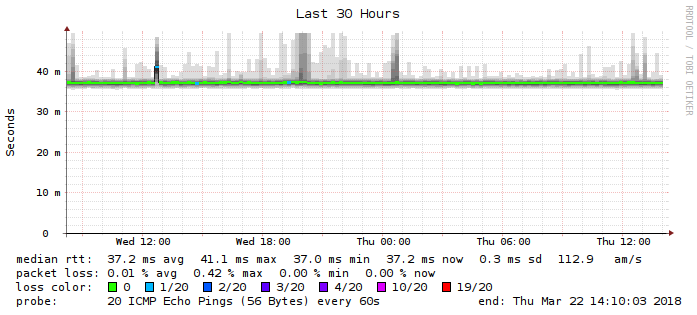 Last 30 Hours
RRDTOOL / TOBI OETIKER
Seconds
40 m
30 m
20 m
10 m
0
Wed 12:00 Wed 18:00 Thu 00:00 Thu 06:00 Thu 12:00
median rtt: 37.2 ms avg 41.1 ms max 37.0 ms min 37.2 ms now 0.3 ms sd 112.9 am/s
packet loss: 0.01 % avg 0.42 % max 0.00 % min 0.00 % now
loss color: 0 1/20 2/20 3/20 4/20 10/20 19/20
probe: 20 ICMP Echo Pings (56 Bytes) every 60s end: Thu Mar 22 14:10:03 2018